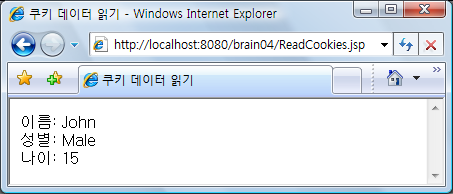 쿠키 데이터 읽기 - Windows Internet Explorer
http://localhost:8080/brain04/ReadCookies.jsp
쿠키 데이터 읽기
이름: John
성별: Male
나이: 15